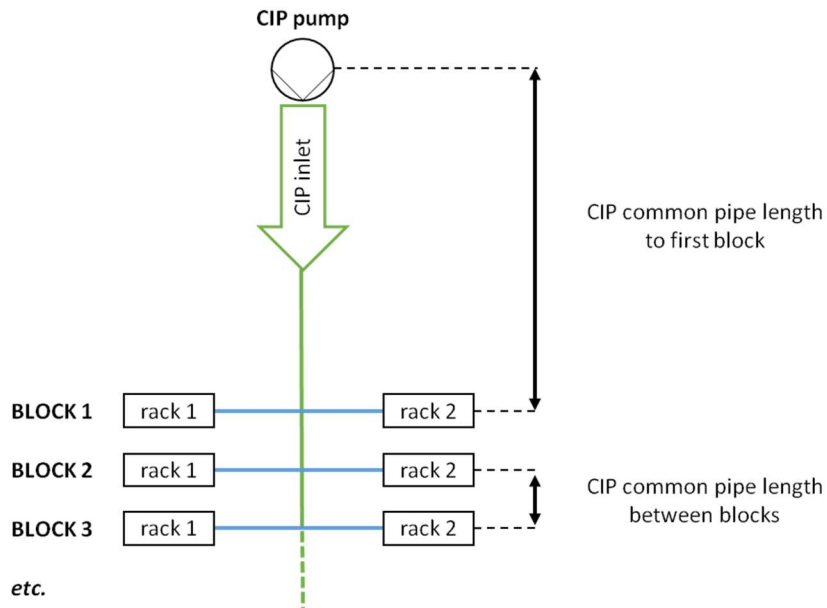 CIP pump
CIP inlet
CIP common pipe length
to first block
BLOCK 1 rack 1 rack 2
BLOCK 2 rack 1 rack 2
CIP common pipe length
between blocks
BLOCK 3 rack 1 rack 2
etc.